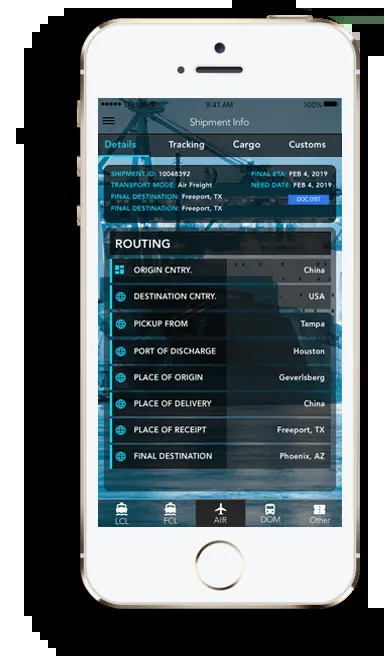 9:41 AM 100%
Shipment Info
Details Tracking Cargo Customs
SHIPMENT ID: 10048392 FINAL ETA: FEB 4, 2019
TRANSPORT MODE: Air Freight NEED DATE: FEB 4, 2019
FINAL DESTINATION: Freeport, TX DOC DIST
FINAL DESTINATION: Freeport, TX
ROUTING
ORIGIN CNTRY. China
DESTINATION CNTRY. USA
PICKUP FROM Tampa
PORT OF DISCHARGE Houston
PLACE OF ORIGIN Geverlsberg
PLACE OF DELIVERY China
PLACE OF RECEIPT Freeport, TX
FINAL DESTINATION Phoenix, AZ
LCL FCL AIR DOM Other